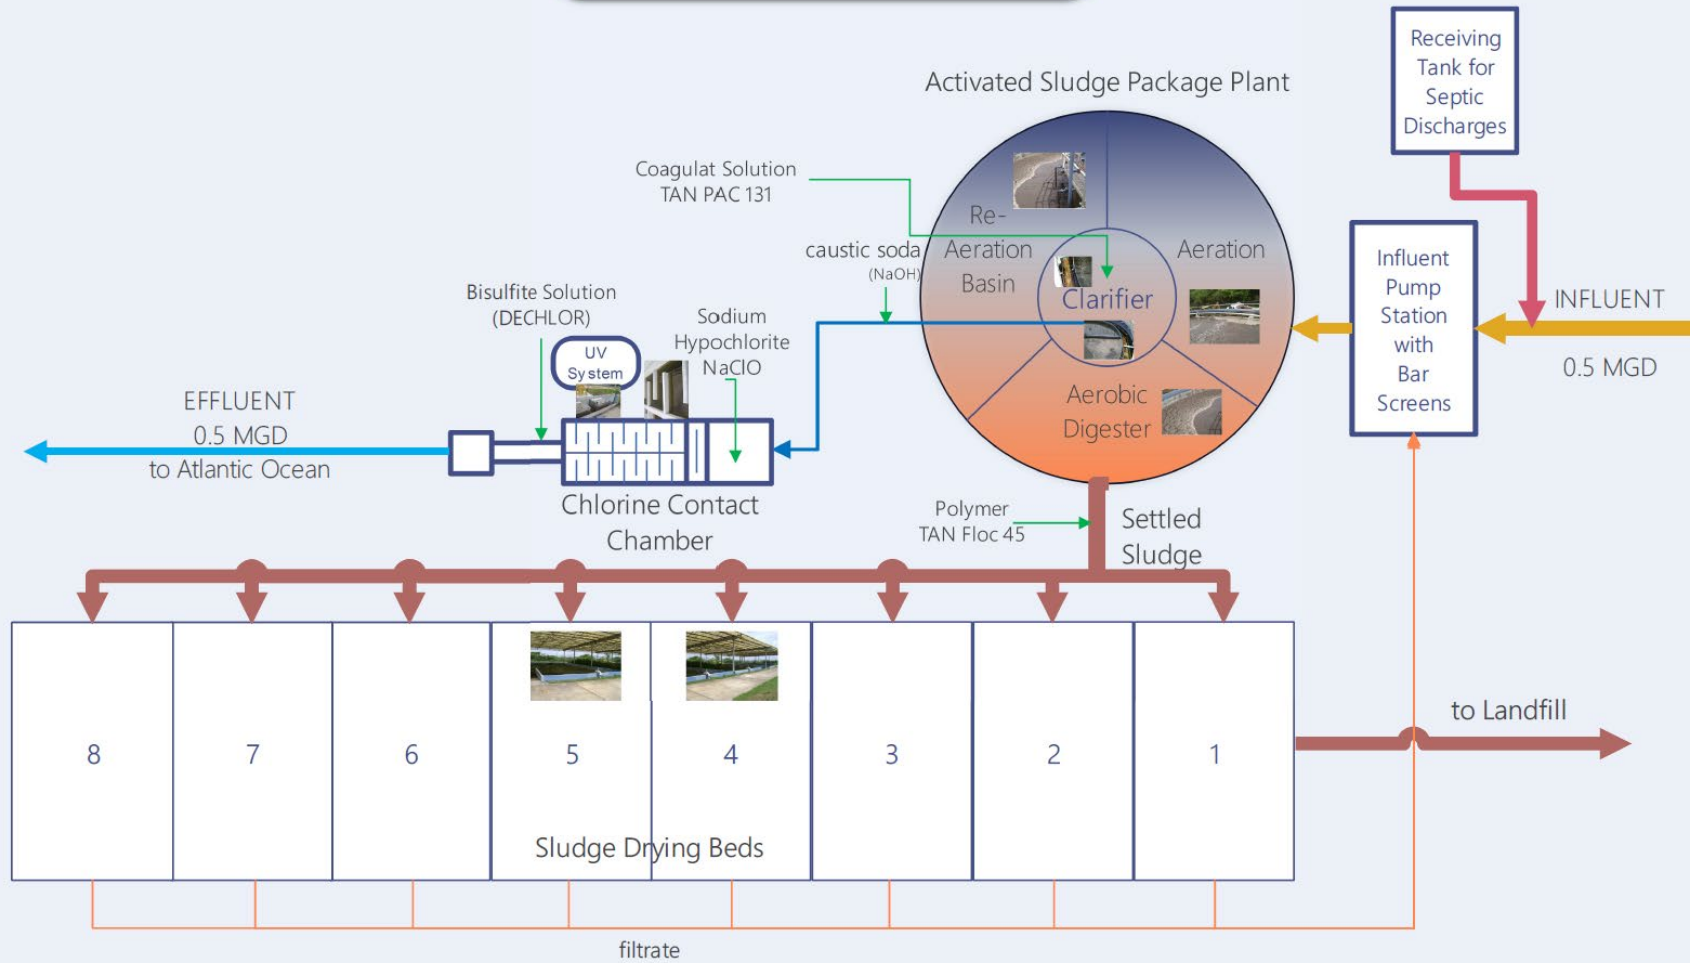 Receiving
Tank for
Septic
Discharges
Activated Sludge Package Plant
Coagulat Solution
TAN PAC 131
Re-
Aeration
Basin
Aeration
caustic soda
(NaOH)
Clarifier
Influent
Pump
Station
with
Bar
Screens
INFLUENT
0.5 MGD
Bisulfite Solution
(DECHLOR)
Sodium
Hypochlorite
NaClO
UV
System
Aerobic
Digester
EFFLUENT
0.5 MGD
to Atlantic Ocean
Chlorine Contact
Chamber
Polymer
TAN Floc 45
Settled
Sludge
to Landfill
8 7 6 5 4 3 2 1
Sludge Drying Beds
filtrate